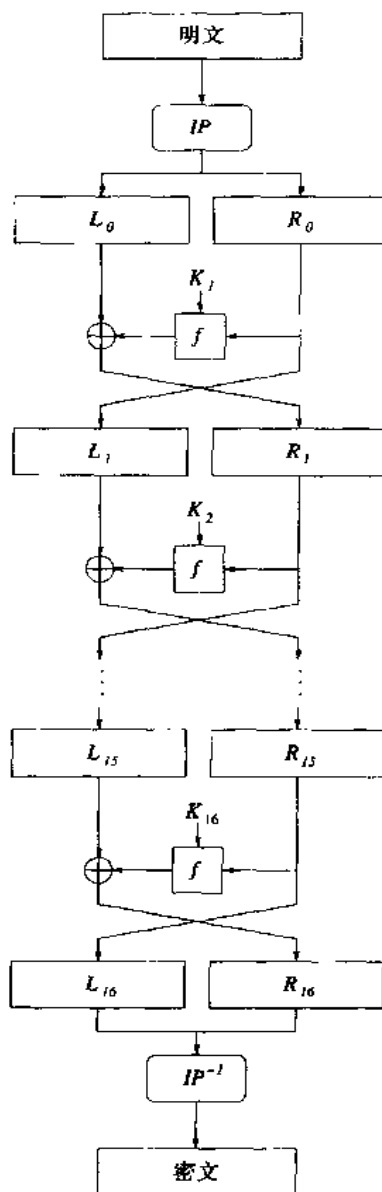 明文
IP
L₀ R₀
K₁
f
L₁ R₁
K₂
f
L₁₅ R₁₅
K₁₆
f
L₁₆ R₁₆
IP⁻¹
密文